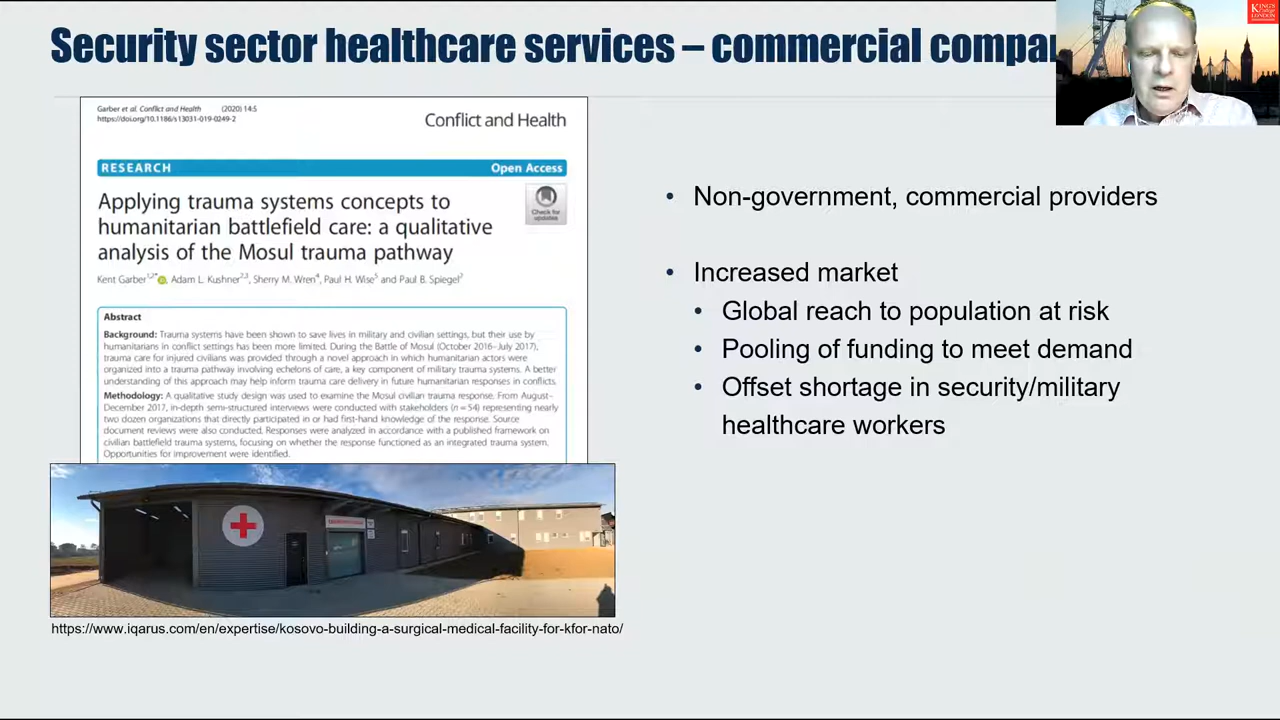 Security sector healthcare services – commercial compa
KING'S
College
LONDON
Garber et al. Conflict and Health (2020) 14:5
https://doi.org/10.1186/s13031-019-0249-2
Conflict and Health
RESEARCH
Open Access
Applying trauma systems concepts to
humanitarian battlefield care: a qualitative
analysis of the Mosul trauma pathway
Check for
updates
Kent Garber1,2*, Adam L. Kushner2,3, Sherry M. Wren4, Paul H. Wise5 and Paul B. Spiegel2
Abstract
Background: Trauma systems have been shown to save lives in military and civilian settings, but their use by
humanitarians in conflict settings has been more limited. During the Battle of Mosul (October 2016–July 2017),
trauma care for injured civilians was provided through a novel approach in which humanitarian actors were
organized into a trauma pathway involving echelons of care, a key component of military trauma systems. A better
understanding of this approach may help inform trauma care delivery in future humanitarian responses in conflicts.
Methodology: A qualitative study design was used to examine the Mosul civilian trauma response. From August–
December 2017, in-depth semi-structured interviews were conducted with stakeholders (n = 54) representing nearly
two dozen organizations that directly participated in or had first-hand knowledge of the response. Source
document reviews were also conducted. Responses were analyzed in accordance with a published framework on
civilian battlefield trauma systems, focusing on whether the response functioned as an integrated trauma system.
Opportunities for improvement were identified.
https://www.iqarus.com/en/expertise/kosovo-building-a-surgical-medical-facility-for-kfor-nato/
• Non-government, commercial providers
• Increased market
• Global reach to population at risk
• Pooling of funding to meet demand
• Offset shortage in security/military
healthcare workers